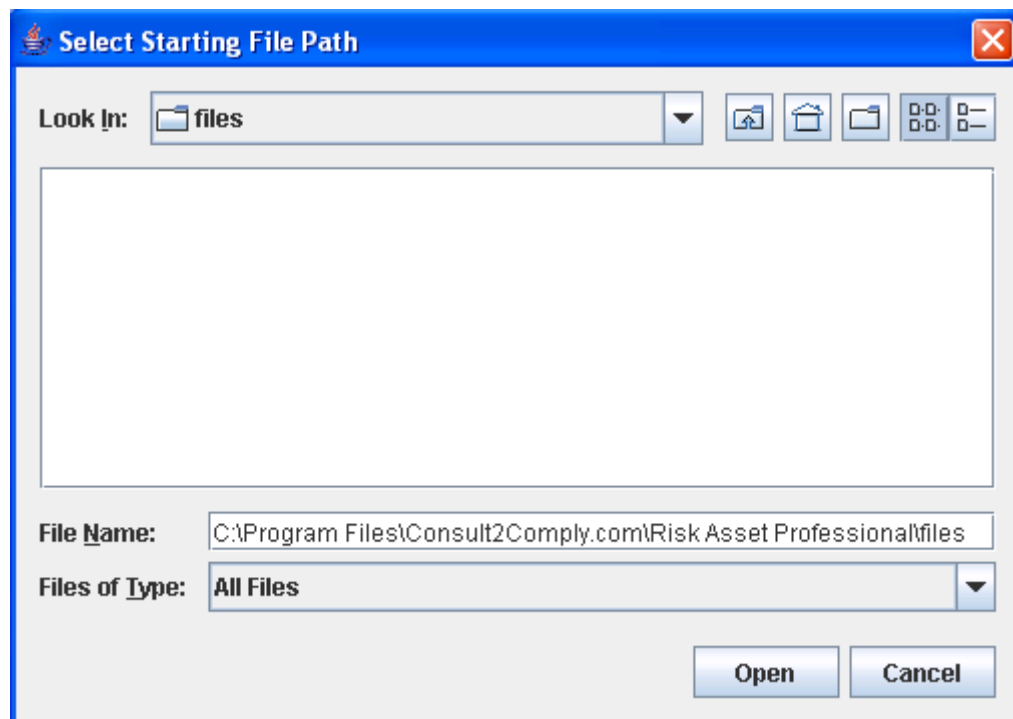 Select Starting File Path
Look In: files
File Name: C:\Program Files\Consult2Comply.com\Risk Asset Professional\files
Files of Type: All Files
Open Cancel